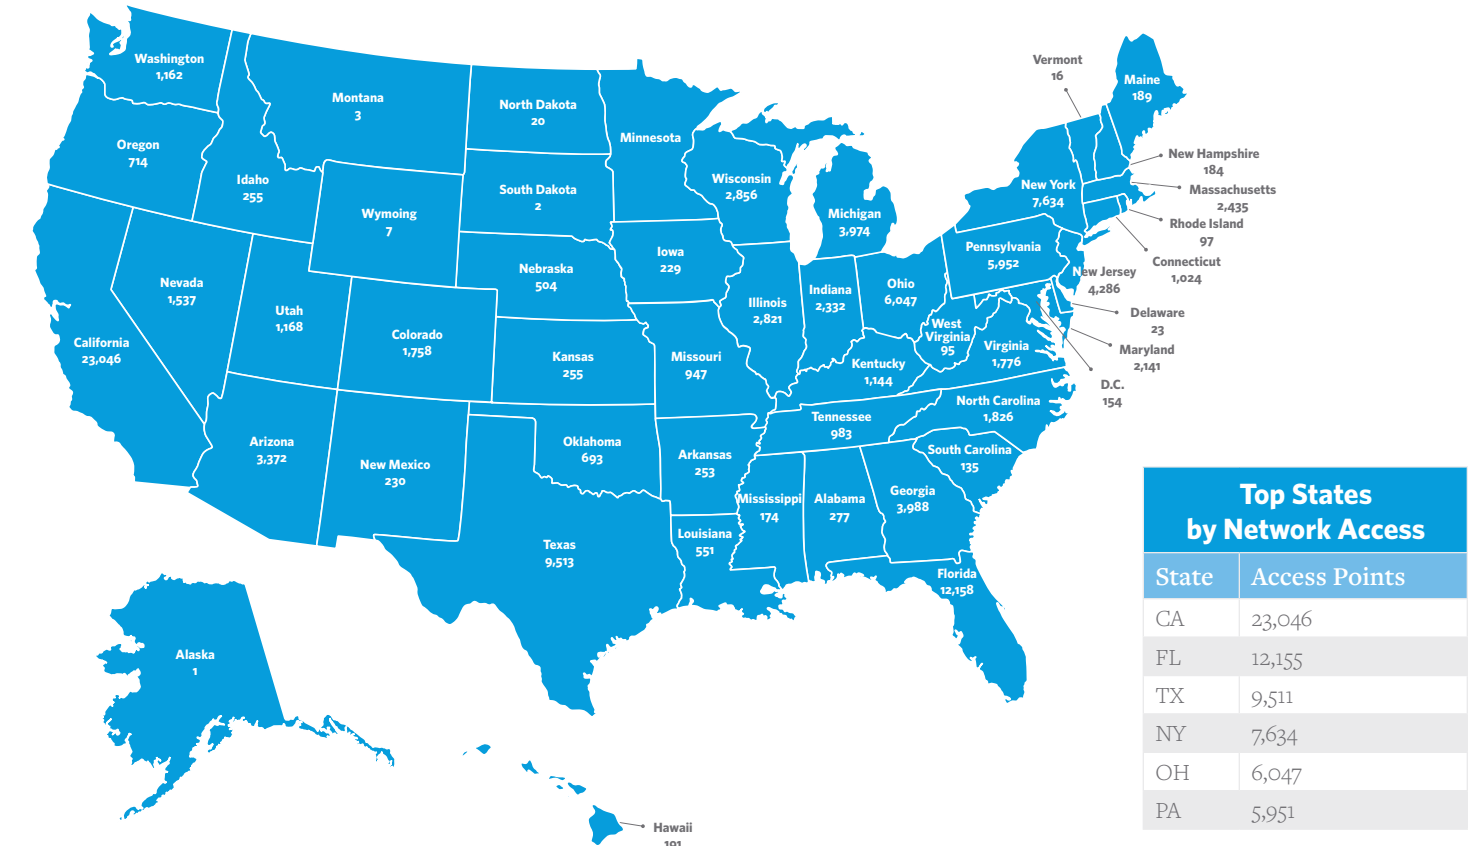 Washington
1,162
Montana
3
North Dakota
20
Minnesota
Vermont
16
Maine
189
Oregon
714
Idaho
255
South Dakota
2
Wisconsin
2,856
Michigan
3,974
New York
7,634
New Hampshire
184
Massachusetts
2,435
Rhode Island
97
Connecticut
1,024
Wymoing
7
Iowa
229
Nebraska
504
Pennsylvania
5,952
New Jersey
4,286
Nevada
1,537
Utah
1,168
Colorado
1,758
Illinois
2,821
Indiana
2,332
Ohio
6,047
Delaware
23
Maryland
2,141
D.C.
154
California
23,046
Kansas
255
Missouri
947
West
Virginia
95
Virginia
1,776
Kentucky
1,144
North Carolina
1,826
Tennessee
983
Arizona
3,372
New Mexico
230
Oklahoma
693
Arkansas
253
South Carolina
135
Mississippi
174
Alabama
277
Georgia
3,988
Texas
9,513
Louisiana
551
Florida
12,158
Alaska
1
Hawaii
191
Top States
by Network Access
State Access Points
CA 23,046
FL 12,155
TX 9,511
NY 7,634
OH 6,047
PA 5,951